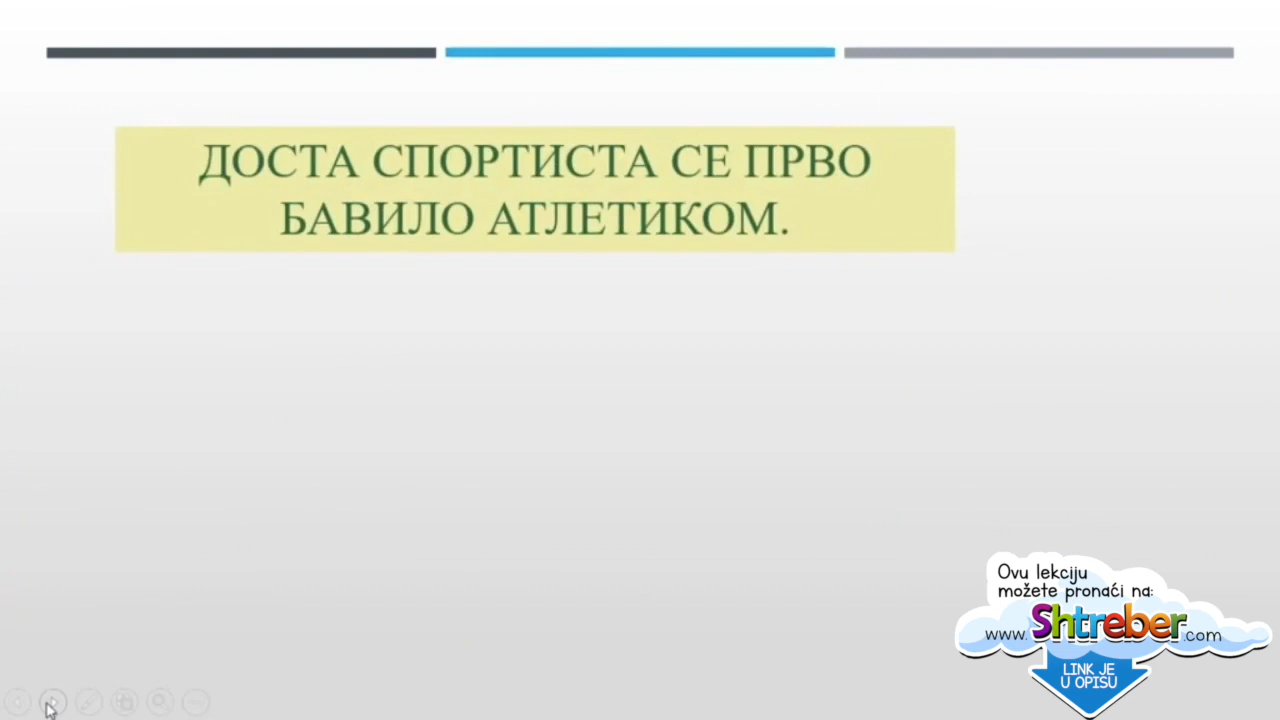 ДОСТА СПОРТИСТА СЕ ПРВО
БАВИЛО АТЛЕТИКОМ.
Ovu lekciju
možete pronaći na:
www.Shtreber.com
LINK JE
U OPISU